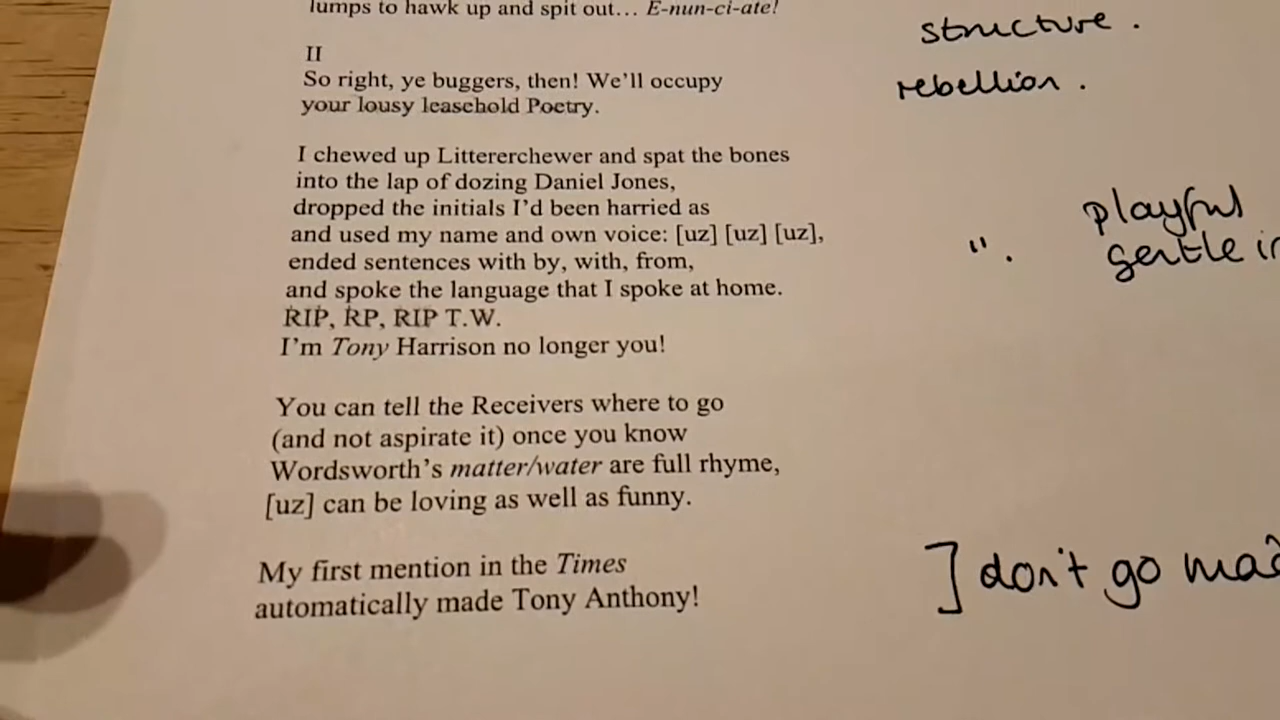 lumps to hawk up and spit out... E-nun-ci-ate!
structure.
II
rebellion.
So right, ye buggers, then! We'll occupy
your lousy leasehold Poetry.
I chewed up Littererchewer and spat the bones
into the lap of dozing Daniel Jones,
dropped the initials I'd been harried as
playful
and used my name and own voice: [uz] [uz] [uz],
" .
gentle
ended sentences with by, with, from,
and spoke the language that I spoke at home.
RIP, RP, RIP T.W.
I'm Tony Harrison no longer you!
You can tell the Receivers where to go
(and not aspirate it) once you know
Wordsworth's matter/water are full rhyme,
[uz] can be loving as well as funny.
My first mention in the Times
] don't go
automatically made Tony Anthony!